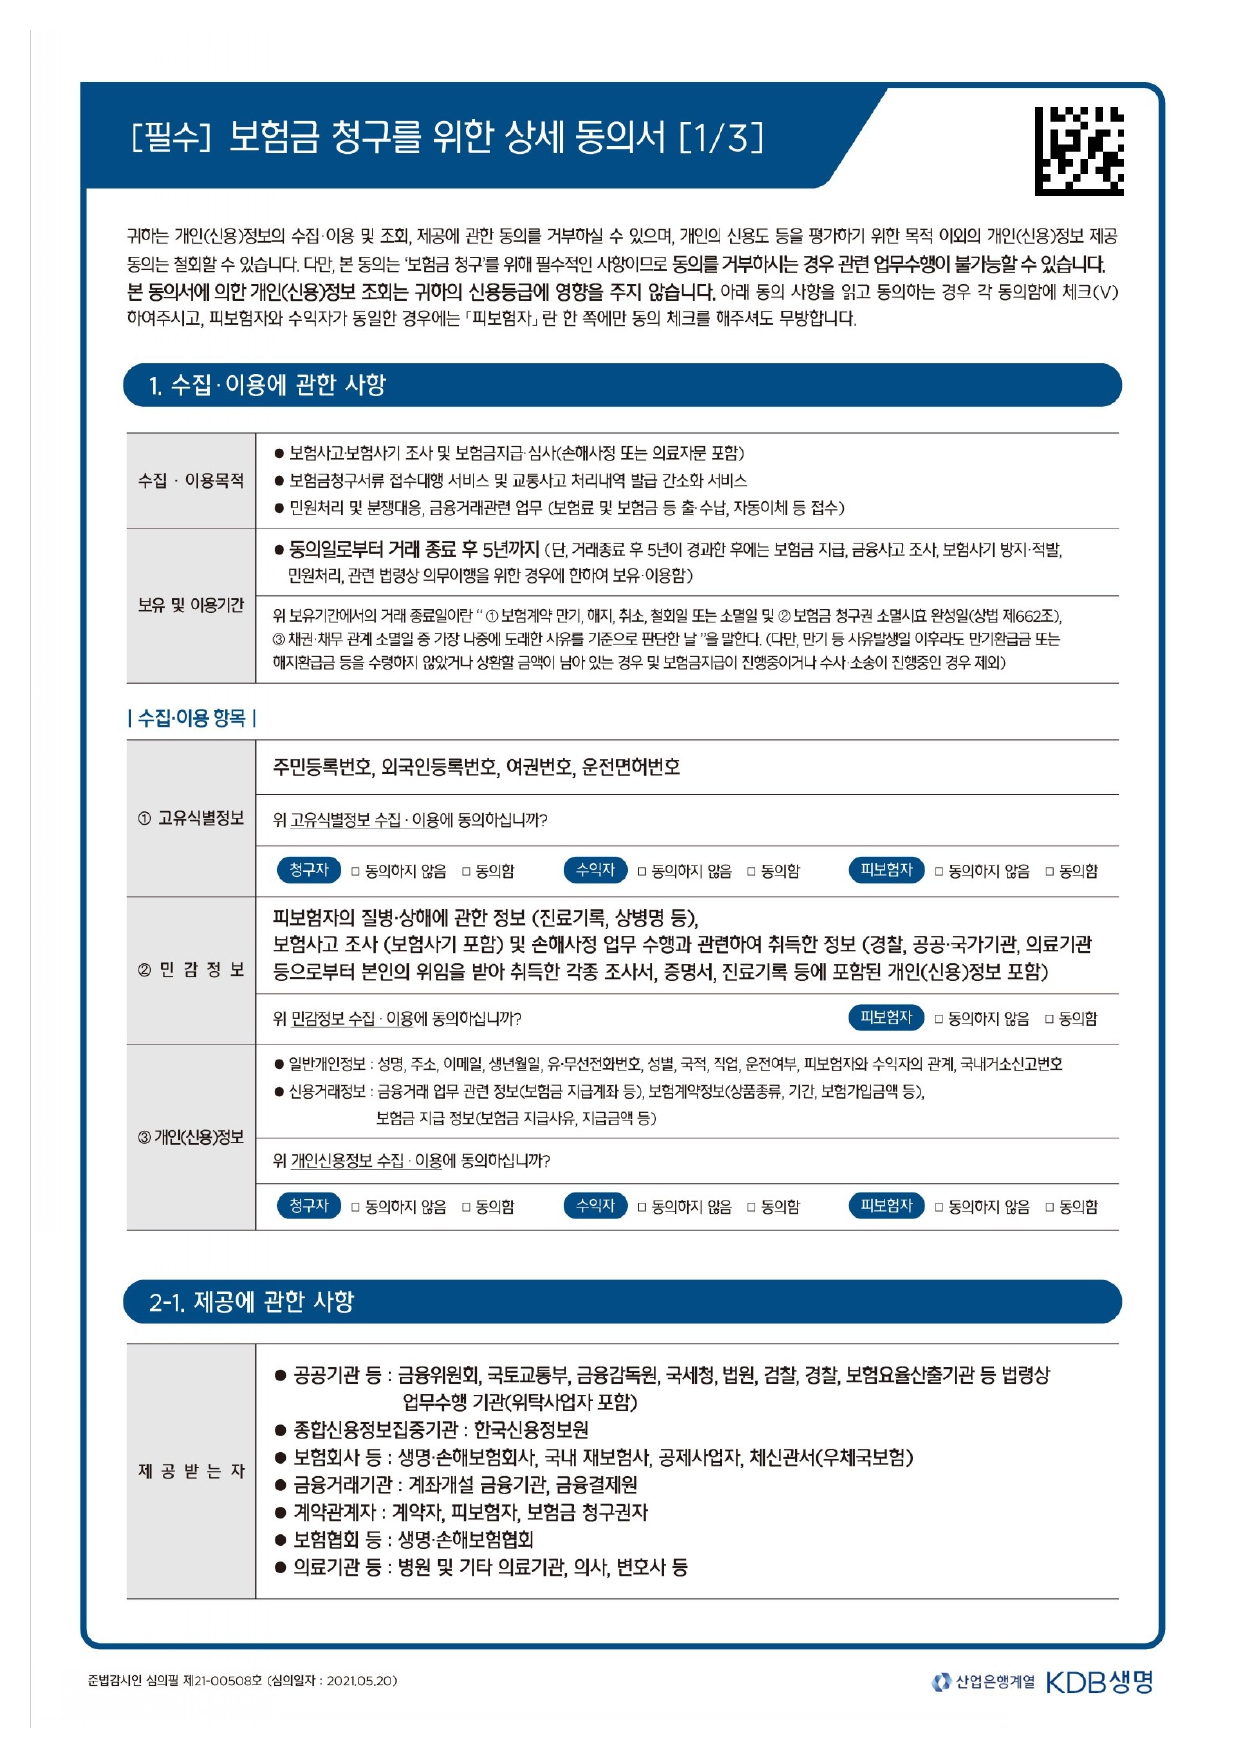 [필수] 보험금 청구를 위한 상세 동의서 [1/3]
귀하는 개인(신용)정보의 수집·이용 및 조회, 제공에 관한 동의를 거부하실 수 있으며, 개인의 신용도 등을 평가하기 위한 목적 이외의 개인(신용)정보 제공
동의는 철회할 수 있습니다. 다만, 본 동의는 '보험금 청구'를 위해 필수적인 사항이므로 동의를 거부하시는 경우 관련 업무수행이 불가능할 수 있습니다.
본 동의서에 의한 개인(신용)정보 조회는 귀하의 신용등급에 영향을 주지 않습니다. 아래 동의 사항을 읽고 동의하는 경우 각 동의함에 체크(V)
하여주시고, 피보험자와 수익자가 동일한 경우에는 「피보험자」란 한 쪽에만 동의 체크를 해주셔도 무방합니다.
1. 수집·이용에 관한 사항
수집 · 이용목적
● 보험사고·보험사기 조사 및 보험금지급·심사(손해사정 또는 의료자문 포함)
● 보험금청구서류 접수대행 서비스 및 교통사고 처리내역 발급 간소화 서비스
● 민원처리 및 분쟁대응, 금융거래관련 업무 (보험료 및 보험금 등 출·수납, 자동이체 등 접수)
보유 및 이용기간
● 동의일로부터 거래 종료 후 5년까지 (단, 거래종료 후 5년이 경과한 후에는 보험금 지급, 금융사고 조사, 보험사기 방지·적발,
민원처리, 관련 법령상 의무이행을 위한 경우에 한하여 보유·이용함)
위 보유기간에서의 거래 종료일이란 “ ① 보험계약 만기, 해지, 취소, 철회일 또는 소멸일 및 ② 보험금 청구권 소멸시효 완성일(상법 제662조),
③ 채권·채무 관계 소멸일 중 가장 나중에 도래한 사유를 기준으로 판단한 날 ”을 말한다. (다만, 만기 등 사유발생일 이후라도 만기환급금 또는
해지환급금 등을 수령하지 않았거나 상환할 금액이 남아 있는 경우 및 보험금지급이 진행중이거나 수사·소송이 진행중인 경우 제외)
| 수집·이용 항목 |
① 고유식별정보
주민등록번호, 외국인등록번호, 여권번호, 운전면허번호
위 고유식별정보 수집 · 이용에 동의하십니까?
청구자 □ 동의하지 않음 □ 동의함 수익자 □ 동의하지 않음 □ 동의함 피보험자 □ 동의하지 않음 □ 동의함
② 민 감 정 보
피보험자의 질병·상해에 관한 정보 (진료기록, 상병명 등),
보험사고 조사 (보험사기 포함) 및 손해사정 업무 수행과 관련하여 취득한 정보 (경찰, 공공·국가기관, 의료기관
등으로부터 본인의 위임을 받아 취득한 각종 조사서, 증명서, 진료기록 등에 포함된 개인(신용)정보 포함)
위 민감정보 수집 · 이용에 동의하십니까? 피보험자 □ 동의하지 않음 □ 동의함
③ 개인(신용)정보
● 일반개인정보 : 성명, 주소, 이메일, 생년월일, 유·무선전화번호, 성별, 국적, 직업, 운전여부, 피보험자와 수익자의 관계, 국내거소신고번호
● 신용거래정보 : 금융거래 업무 관련 정보(보험금 지급계좌 등), 보험계약정보(상품종류, 기간, 보험가입금액 등),
보험금 지급 정보(보험금 지급사유, 지급금액 등)
위 개인신용정보 수집 · 이용에 동의하십니까?
청구자 □ 동의하지 않음 □ 동의함 수익자 □ 동의하지 않음 □ 동의함 피보험자 □ 동의하지 않음 □ 동의함
2-1. 제공에 관한 사항
제 공 받 는 자
● 공공기관 등 : 금융위원회, 국토교통부, 금융감독원, 국세청, 법원, 검찰, 경찰, 보험요율산출기관 등 법령상
업무수행 기관(위탁사업자 포함)
● 종합신용정보집중기관 : 한국신용정보원
● 보험회사 등 : 생명·손해보험회사, 국내 재보험사, 공제사업자, 체신관서(우체국보험)
● 금융거래기관 : 계좌개설 금융기관, 금융결제원
● 계약관계자 : 계약자, 피보험자, 보험금 청구권자
● 보험협회 등 : 생명·손해보험협회
● 의료기관 등 : 병원 및 기타 의료기관, 의사, 변호사 등
준법감시인 심의필 제21-00508호 (심의일자 : 2021.05.20)
산업은행계열 KDB생명